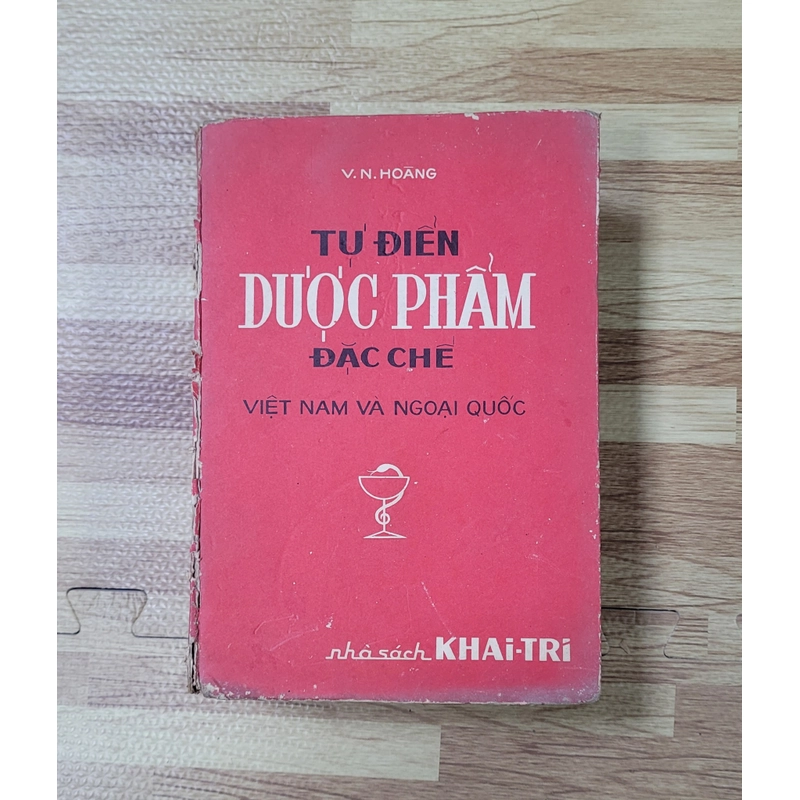 V. N. HOÀNG
TỰ ĐIỂN
DƯỢC PHẨM
ĐẶC CHẾ
VIỆT NAM VÀ NGOẠI QUỐC
nhà sách KHAi-TRÍ